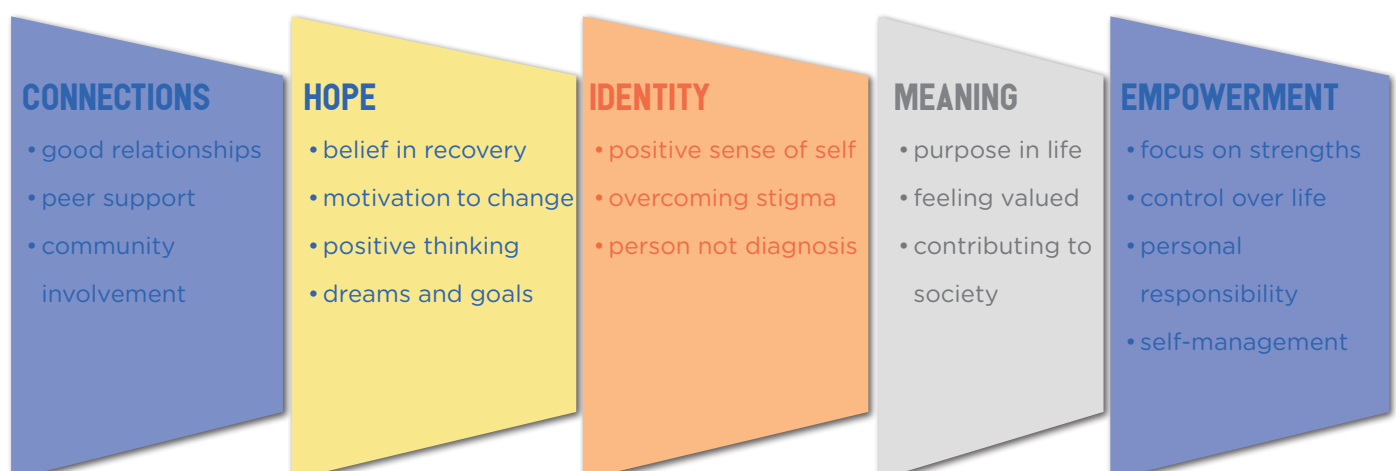 CONNECTIONS
• good relationships
• peer support
• community
involvement
HOPE
• belief in recovery
• motivation to change
• positive thinking
• dreams and goals
IDENTITY
• positive sense of self
• overcoming stigma
• person not diagnosis
MEANING
• purpose in life
• feeling valued
• contributing to
society
EMPOWERMENT
• focus on strengths
• control over life
• personal
responsibility
• self-management